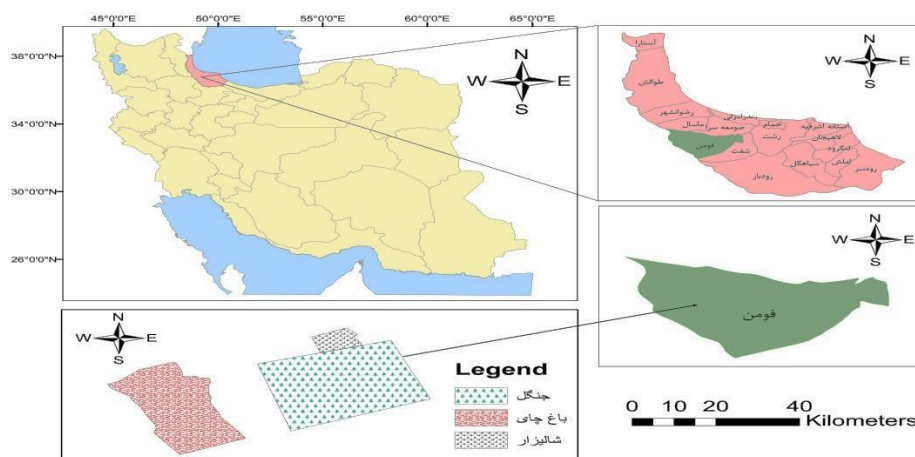 45°0'0"E 50°0'0"E 55°0'0"E 60°0'0"E 65°0'0"E
38°0'0"N
34°0'0"N
30°0'0"N
26°0'0"N
N
W E
S
N
W E
S
آستارا
طوالش
رضوانشهر
بندرانزلی
ماسال
صومعه سرا
خمام
رشت
آستانه اشرفیه
لاهیجان
لنگرود
فومن
شفت
سیاهکل
املش
رودسر
رودبار
N
W E
S
فومن
N
W E
S
Legend
جنگل
باغ چای
شالیزار
0 5 10 20 40
Kilometers